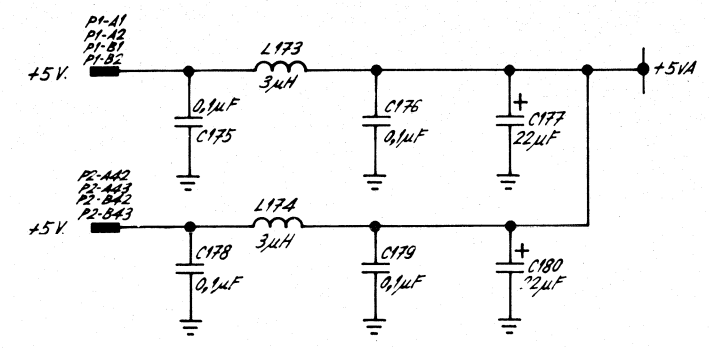 P1-A1
P1-A2
P1-B1
P1-B2
+5V.
L173
3µH
+5VA
0,1µF
C175
C176
0,1µF
+
C177
22µF
P2-A42
P2-A43
P2-B42
P2-B43
+5V.
L174
3µH
C178
0,1µF
C179
0,1µF
+
C180
22µF